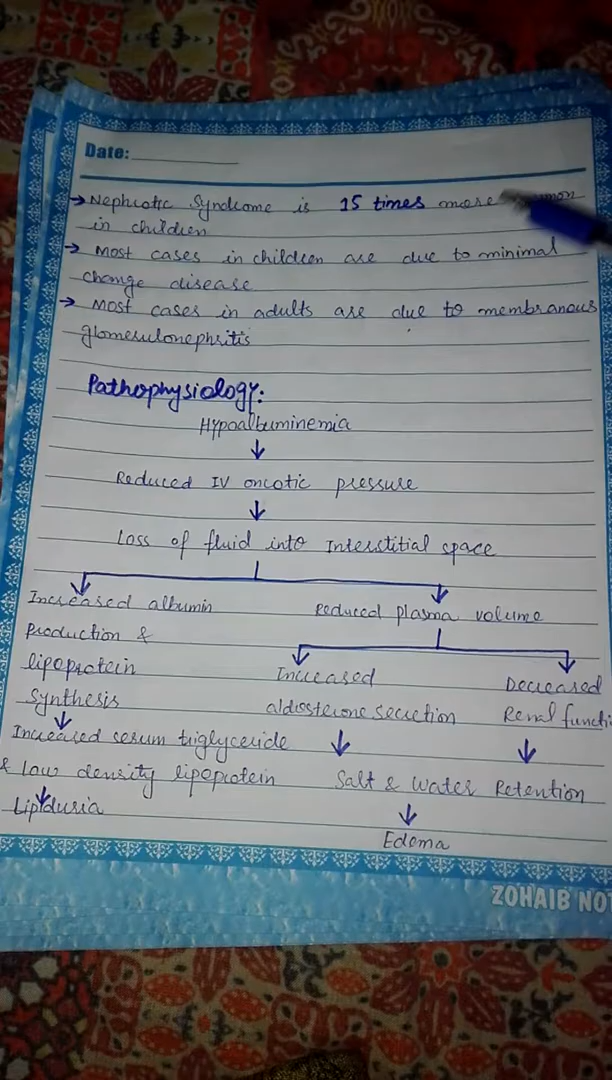 Date:
→ Nephrotic Syndrome is 15 times more
in children
→ Most cases in children are due to minimal
change disease
→ Most cases in adults are due to membranous
glomerulonephritis
Pathophysiology:
Hypoalbuminemia
↓
Reduced IV oncotic pressure
↓
Loss of fluid into Interstitial space
Increased albumin
production &
lipoprotein
synthesis
↓
Increased serum triglyceride
& low density lipoprotein
↓
Lipiduria
Reduced plasma volume
Increased
aldosterone secretion
Decreased
Renal functi
↓ ↓
Salt & Water Retention
↓
Edema
ZOHAIB NOT